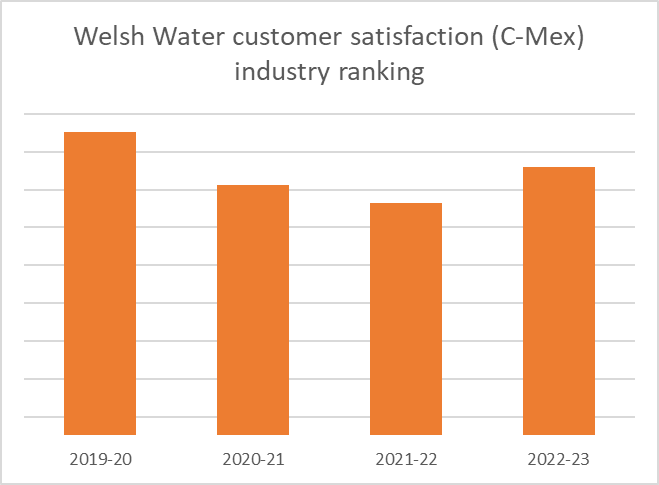 Welsh Water customer satisfaction (C-Mex)
industry ranking
2019-20
2020-21
2021-22
2022-23